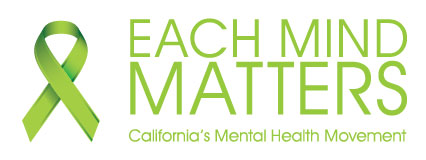 EACH MIND
MATTERS
California's Mental Health Movement